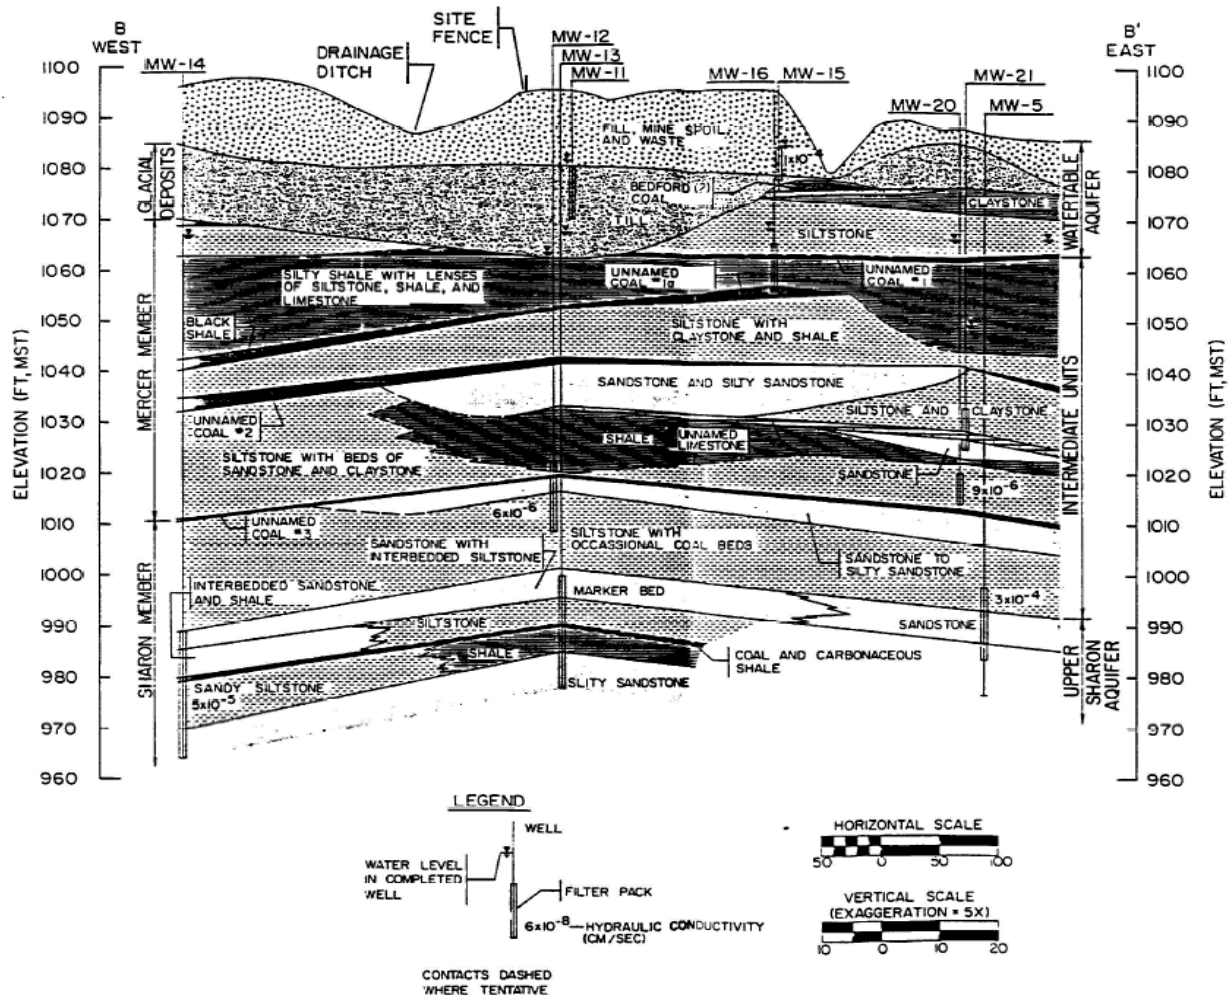 B
WEST
SITE
FENCE
DRAINAGE
DITCH
MW-14
MW-12
MW-13
MW-11
MW-16
MW-15
MW-21
MW-20
MW-5
B'
EAST
ELEVATION (FT, MST)
1100
1090
1080
1070
1060
1050
1040
1030
1020
1010
1000
990
980
970
960
GLACIAL
DEPOSITS
MERCER MEMBER
SHARON MEMBER
FILL, MINE SPOIL,
AND WASTE
BEDFORD (?)
COAL
TILL
CLAYSTONE
SILTSTONE
SILTY SHALE WITH LENSES
OF SILTSTONE, SHALE, AND
LIMESTONE
UNNAMED
COAL #1a
UNNAMED
COAL #1
BLACK
SHALE
SILTSTONE WITH
CLAYSTONE AND SHALE
SANDSTONE AND SILTY SANDSTONE
UNNAMED
COAL #2
SILTSTONE AND CLAYSTONE
SHALE
UNNAMED
LIMESTONE
SILTSTONE WITH BEDS OF
SANDSTONE AND CLAYSTONE
SANDSTONE
9x10-6
6x10-6
UNNAMED
COAL #3
SANDSTONE WITH
INTERBEDDED SILTSTONE
SILTSTONE WITH
OCCASSIONAL COAL BEDS
SANDSTONE TO
SILTY SANDSTONE
INTERBEDDED SANDSTONE
AND SHALE
MARKER BED
3x10-4
SANDSTONE
SILTSTONE
SHALE
COAL AND CARBONACEOUS
SHALE
SANDY SILTSTONE
5x10-5
SLITY SANDSTONE
WATERTABLE
AQUIFER
INTERMEDIATE UNITS
UPPER
SHARON
AQUIFER
1100
1090
1080
1070
1060
1050
1040
1030
1020
1010
1000
990
980
970
960
ELEVATION (FT, MST)
LEGEND
WELL
WATER LEVEL
IN COMPLETED
WELL
FILTER PACK
6x10-8 HYDRAULIC CONDUCTIVITY
(CM/SEC)
CONTACTS DASHED
WHERE TENTATIVE
HORIZONTAL SCALE
50 0 50 100
VERTICAL SCALE
(EXAGGERATION = 5X)
10 0 10 20